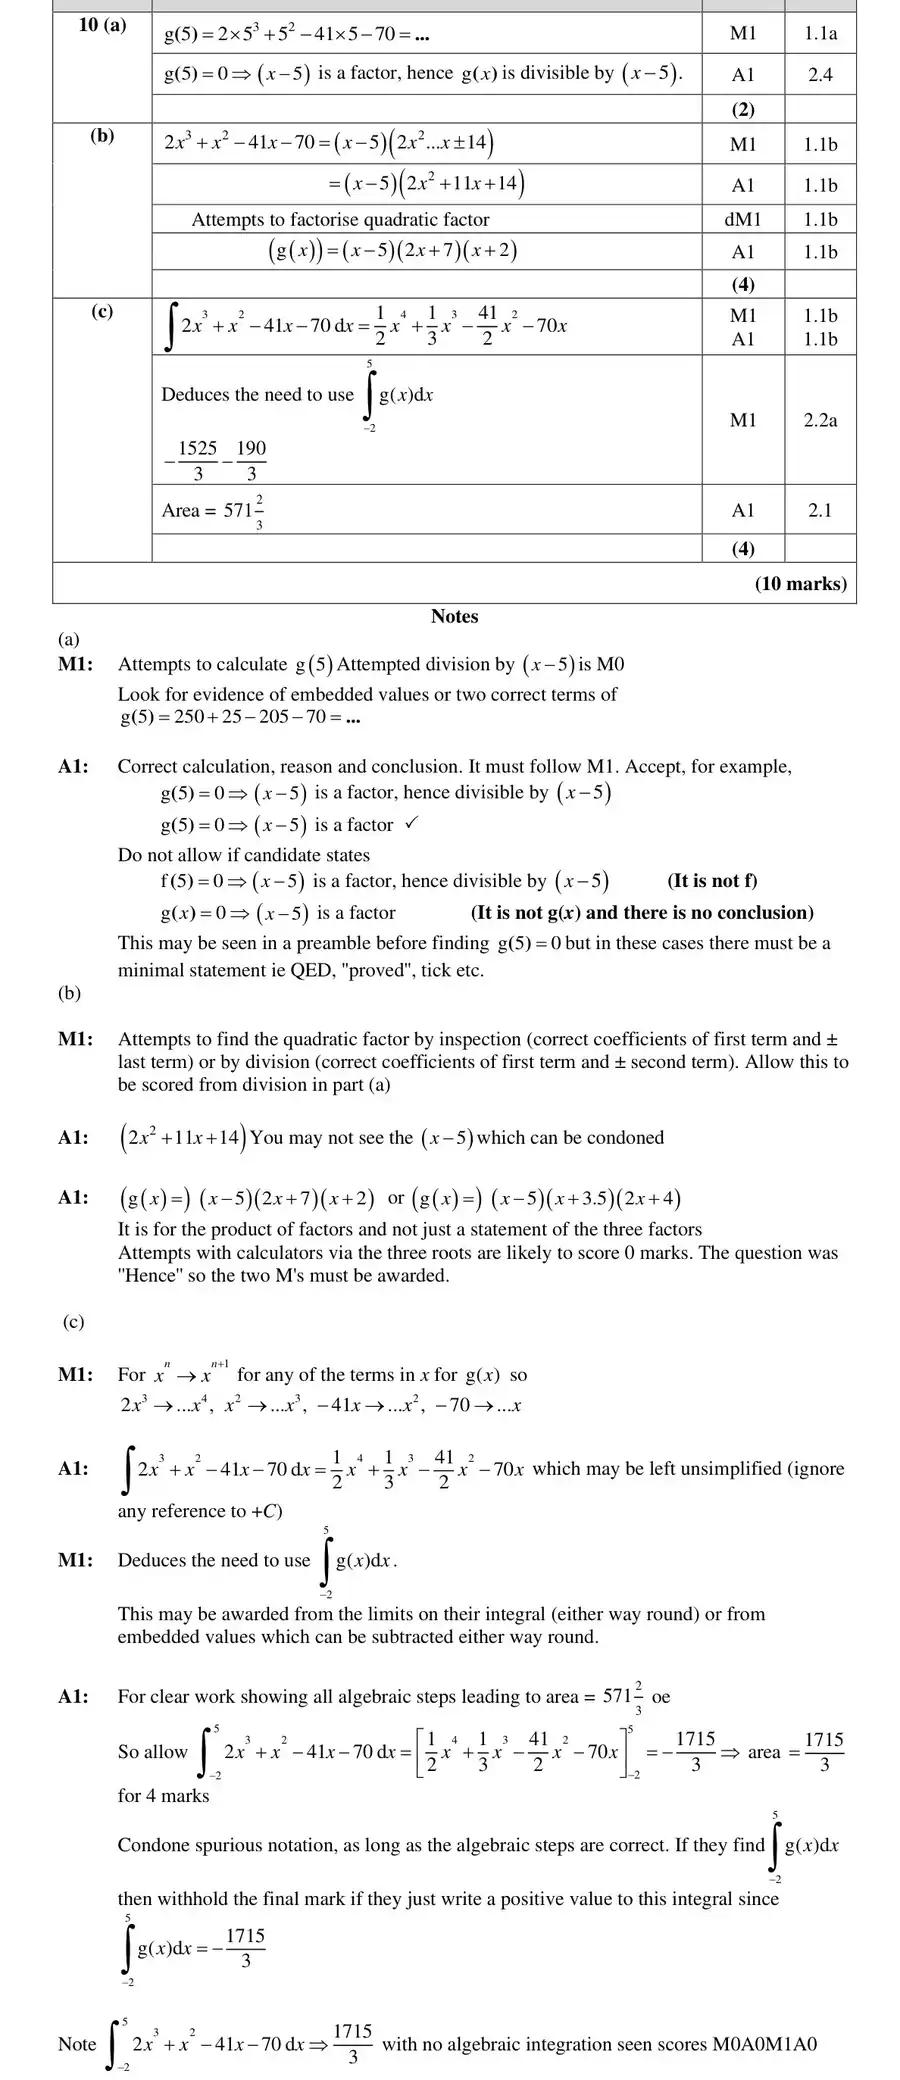 10 (a) g(5) = 2×5³ + 5² − 41×5 − 70 = ... M1 1.1a
g(5) = 0 ⇒ (x−5) is a factor, hence g(x) is divisible by (x−5). A1 2.4
(2)
(b) 2x³ + x² − 41x − 70 = (x−5)(2x²...x±14) M1 1.1b
= (x−5)(2x² + 11x + 14) A1 1.1b
Attempts to factorise quadratic factor dM1 1.1b
(g(x)) = (x−5)(2x+7)(x+2) A1 1.1b
(4)
(c) ∫2x³ + x² − 41x − 70 dx = 1/2 x⁴ + 1/3 x³ − 41/2 x² − 70x M1 1.1b
A1 1.1b
Deduces the need to use ∫₋₂⁵ g(x)dx
M1 2.2a
−1525/3 − 190/3
Area = 571 2/3 A1 2.1
(4)
(10 marks)
Notes
(a)
M1: Attempts to calculate g(5) Attempted division by (x−5) is M0
Look for evidence of embedded values or two correct terms of
g(5) = 250 + 25 − 205 − 70 = ...
A1: Correct calculation, reason and conclusion. It must follow M1. Accept, for example,
g(5) = 0 ⇒ (x−5) is a factor, hence divisible by (x−5)
g(5) = 0 ⇒ (x−5) is a factor ✓
Do not allow if candidate states
f(5) = 0 ⇒ (x−5) is a factor, hence divisible by (x−5) (It is not f)
g(x) = 0 ⇒ (x−5) is a factor (It is not g(x) and there is no conclusion)
This may be seen in a preamble before finding g(5) = 0 but in these cases there must be a
minimal statement ie QED, "proved", tick etc.
(b)
M1: Attempts to find the quadratic factor by inspection (correct coefficients of first term and ±
last term) or by division (correct coefficients of first term and ± second term). Allow this to
be scored from division in part (a)
A1: (2x² + 11x + 14) You may not see the (x−5) which can be condoned
A1: (g(x)=) (x−5)(2x+7)(x+2) or (g(x)=) (x−5)(x+3.5)(2x+4)
It is for the product of factors and not just a statement of the three factors
Attempts with calculators via the three roots are likely to score 0 marks. The question was
"Hence" so the two M's must be awarded.
(c)
M1: For xⁿ → xⁿ⁺¹ for any of the terms in x for g(x) so
2x³ → ...x⁴, x² → ...x³, −41x → ...x², −70 → ...x
A1: ∫2x³ + x² − 41x − 70 dx = 1/2 x⁴ + 1/3 x³ − 41/2 x² − 70x which may be left unsimplified (ignore
any reference to +C)
M1: Deduces the need to use ∫₋₂⁵ g(x)dx.
This may be awarded from the limits on their integral (either way round) or from
embedded values which can be subtracted either way round.
A1: For clear work showing all algebraic steps leading to area = 571 2/3 oe
So allow ∫₋₂⁵ 2x³ + x² − 41x − 70 dx = [1/2 x⁴ + 1/3 x³ − 41/2 x² − 70x]₋₂⁵ = −1715/3 ⇒ area = 1715/3
for 4 marks
Condone spurious notation, as long as the algebraic steps are correct. If they find ∫₋₂⁵ g(x)dx
then withhold the final mark if they just write a positive value to this integral since
∫₋₂⁵ g(x)dx = −1715/3
Note ∫₋₂⁵ 2x³ + x² − 41x − 70 dx ⇒ 1715/3 with no algebraic integration seen scores M0A0M1A0